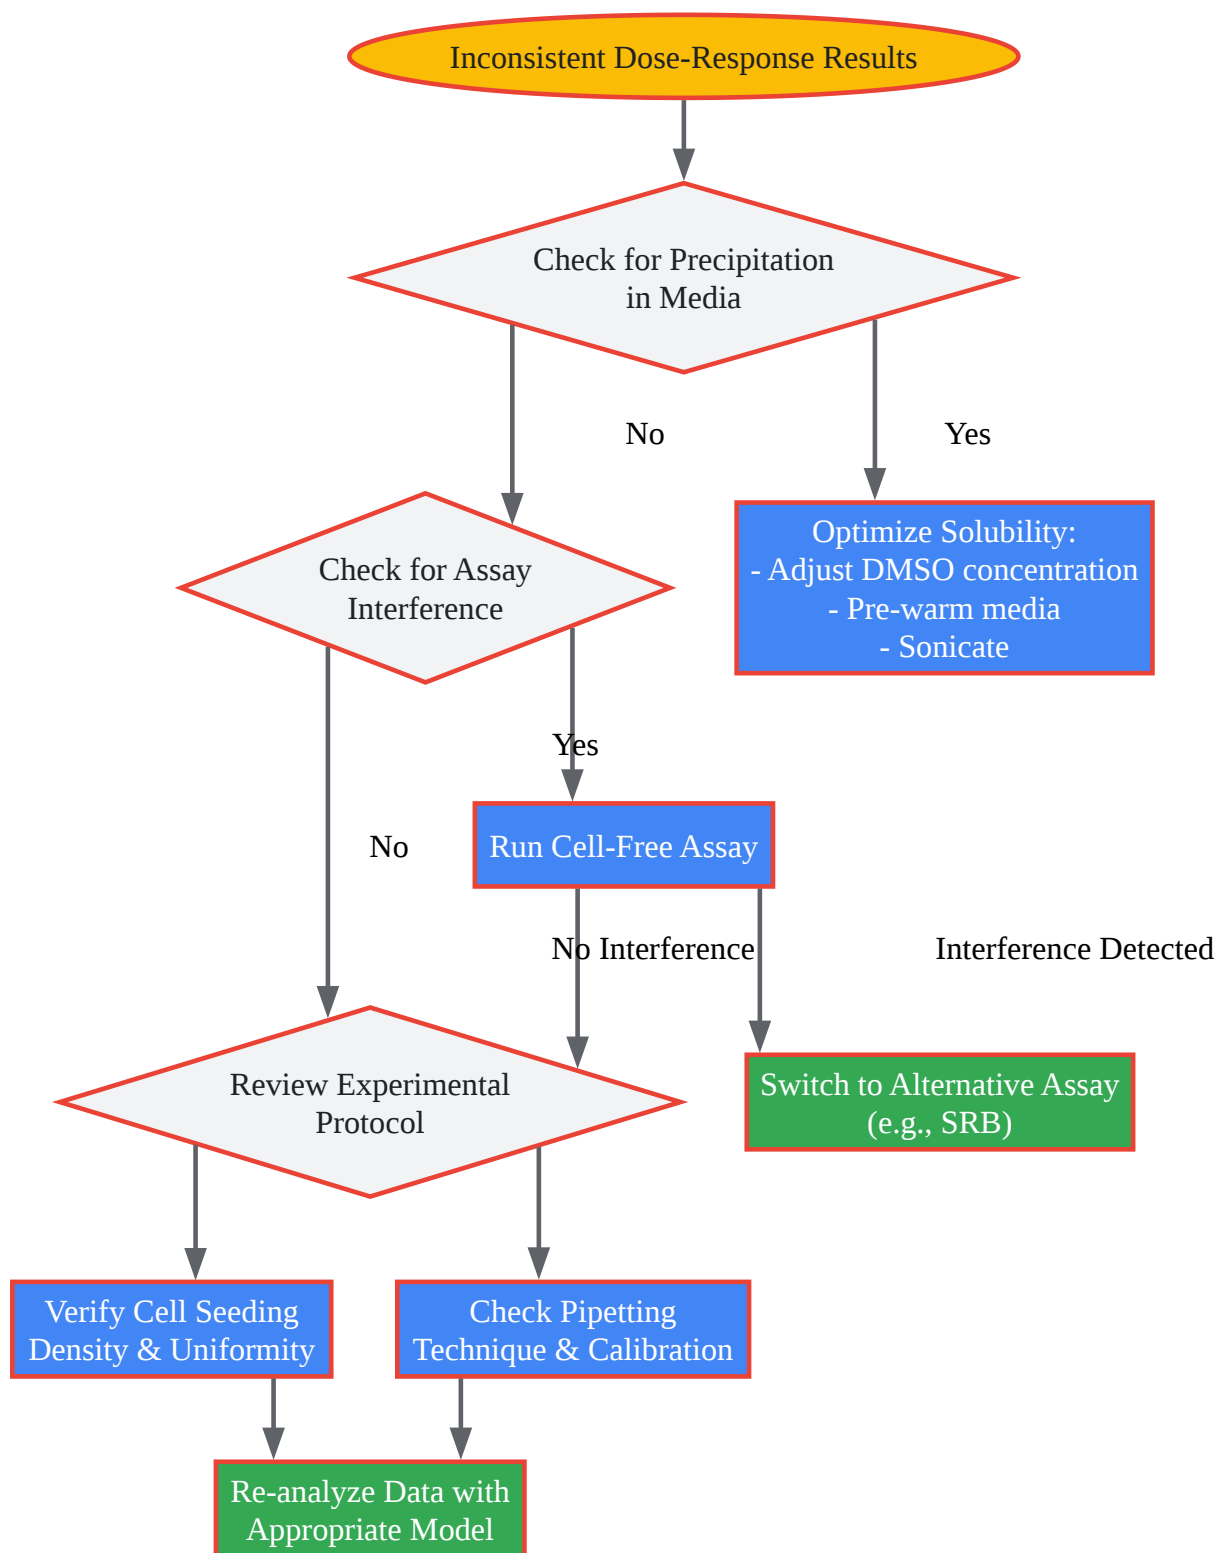 Inconsistent Dose-Response Results
Check for Precipitation
in Media
No
Yes
Optimize Solubility:
- Adjust DMSO concentration
- Pre-warm media
- Sonicate
Check for Assay
Interference
Yes
No
Run Cell-Free Assay
No Interference
Interference Detected
Review Experimental
Protocol
Switch to Alternative Assay
(e.g., SRB)
Verify Cell Seeding
Density & Uniformity
Check Pipetting
Technique & Calibration
Re-analyze Data with
Appropriate Model